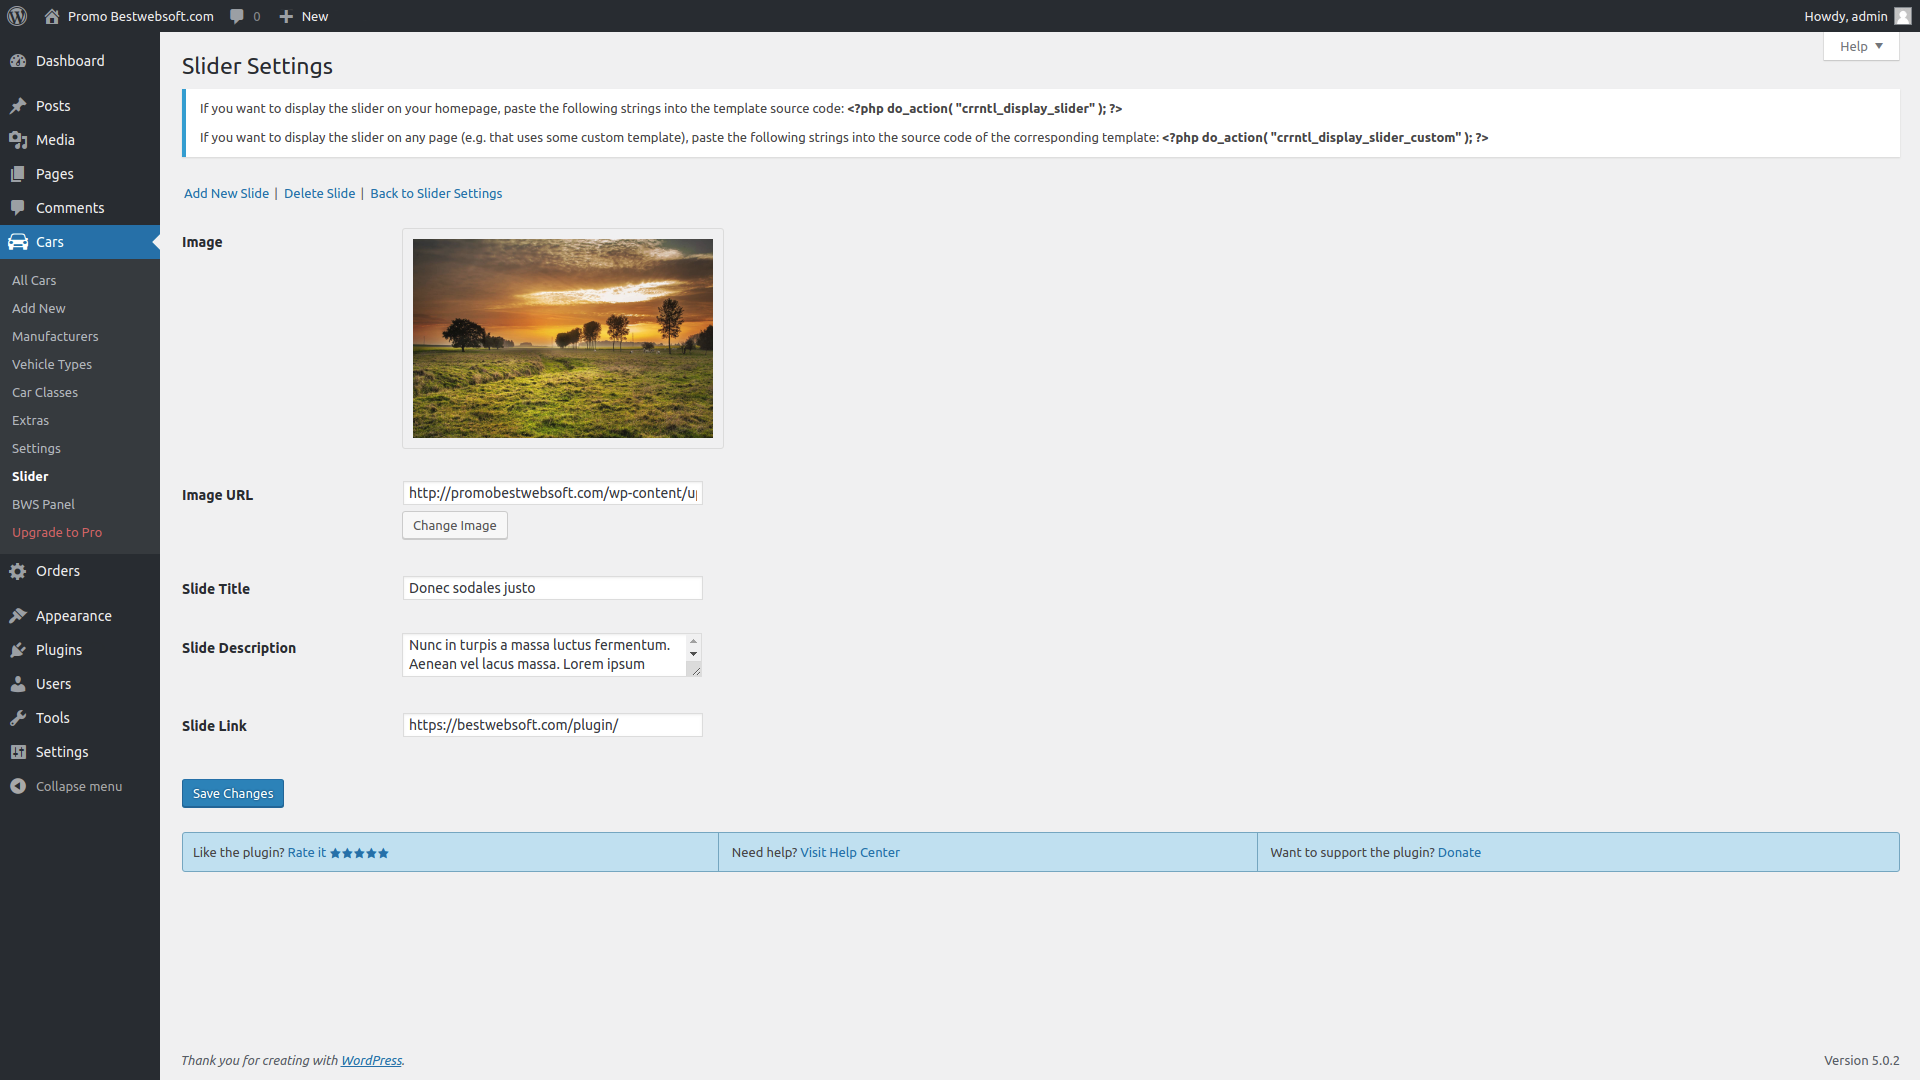 Promo Bestwebsoft.com 0 New Howdy, admin
Help
Dashboard
Posts
Media
Pages
Comments
Cars
All Cars
Add New
Manufacturers
Vehicle Types
Car Classes
Extras
Settings
Slider
BWS Panel
Upgrade to Pro
Orders
Appearance
Plugins
Users
Tools
Settings
Collapse menu
Slider Settings
If you want to display the slider on your homepage, paste the following strings into the template source code: <?php do_action( "crrntl_display_slider" ); ?>
If you want to display the slider on any page (e.g. that uses some custom template), paste the following strings into the source code of the corresponding template: <?php do_action( "crrntl_display_slider_custom" ); ?>
Add New Slide | Delete Slide | Back to Slider Settings
Image
Image URL http://promobestwebsoft.com/wp-content/up
Change Image
Slide Title Donec sodales justo
Slide Description Nunc in turpis a massa luctus fermentum.
Aenean vel lacus massa. Lorem ipsum
Slide Link https://bestwebsoft.com/plugin/
Save Changes
Like the plugin? Rate it ★★★★★ Need help? Visit Help Center Want to support the plugin? Donate
Thank you for creating with WordPress. Version 5.0.2